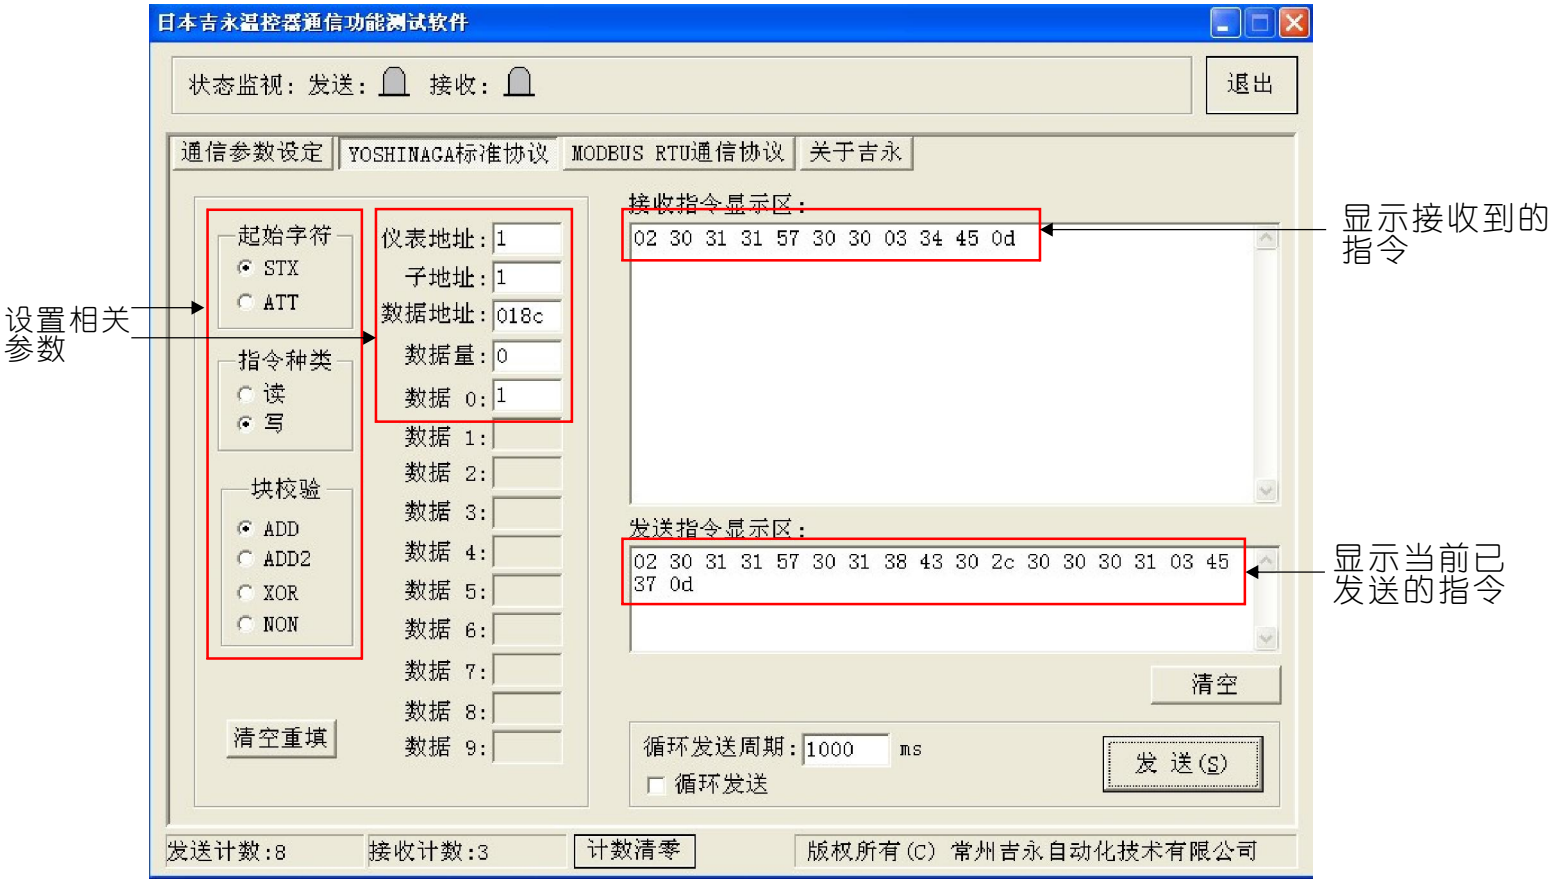 日本吉永温控器通信功能测试软件
状态监视: 发送: 接收:
退出
通信参数设定 YOSHINAGA标准协议 MODBUS RTU通信协议 关于吉永
起始字符
STX
ATT
指令种类
读
写
块校验
ADD
ADD2
XOR
NON
清空重填
仪表地址: 1
子地址: 1
数据地址: 018c
数据量: 0
数据 0: 1
数据 1:
数据 2:
数据 3:
数据 4:
数据 5:
数据 6:
数据 7:
数据 8:
数据 9:
接收指令显示区:
02 30 31 31 57 30 30 03 34 45 0d
发送指令显示区:
02 30 31 31 57 30 31 38 43 30 2c 30 30 30 31 03 45
37 0d
清空
循环发送周期: 1000 ms
循环发送
发 送(S)
发送计数:8
接收计数:3
计数清零
版权所有(C) 常州吉永自动化技术有限公司
设置相关
参数
显示接收到的
指令
显示当前已
发送的指令